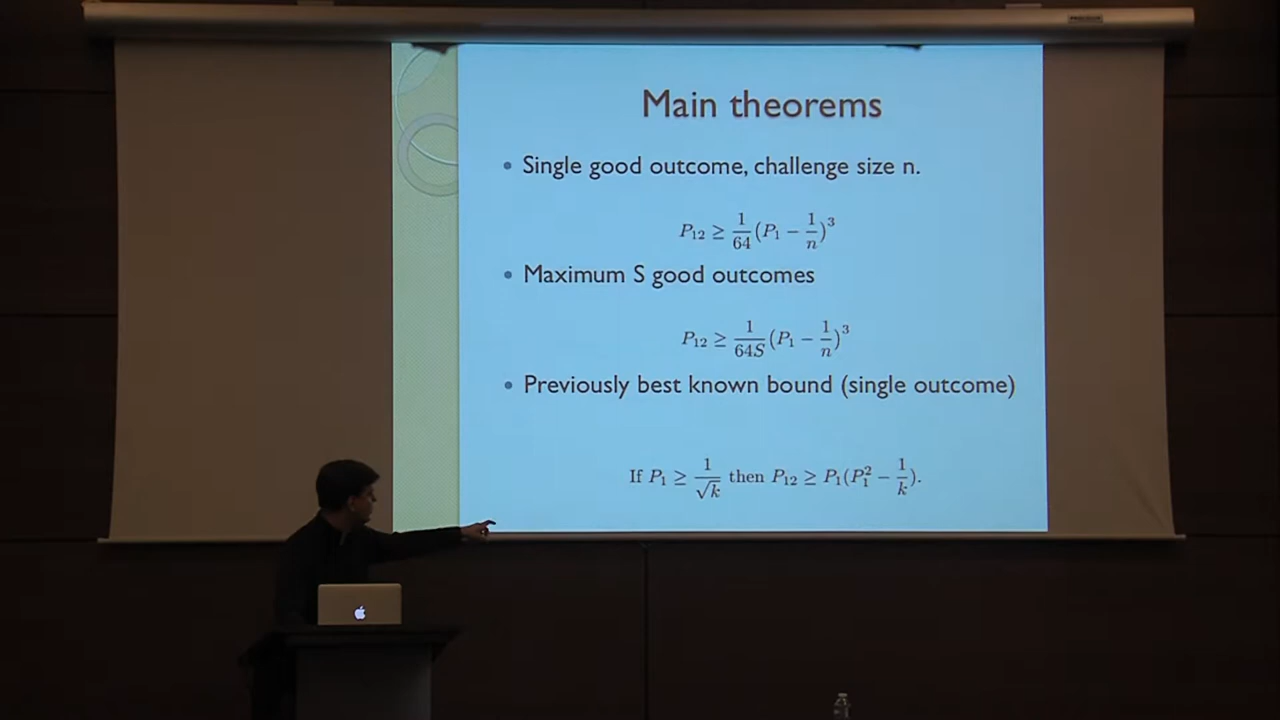 Main theorems
• Single good outcome, challenge size n.
P₁₂ ≥ 1/64 (P₁ − 1/n)³
• Maximum S good outcomes
P₁₂ ≥ 1/64S (P₁ − 1/n)³
• Previously best known bound (single outcome)
If P₁ ≥ 1/√k then P₁₂ ≥ P₁(P₁² − 1/k).